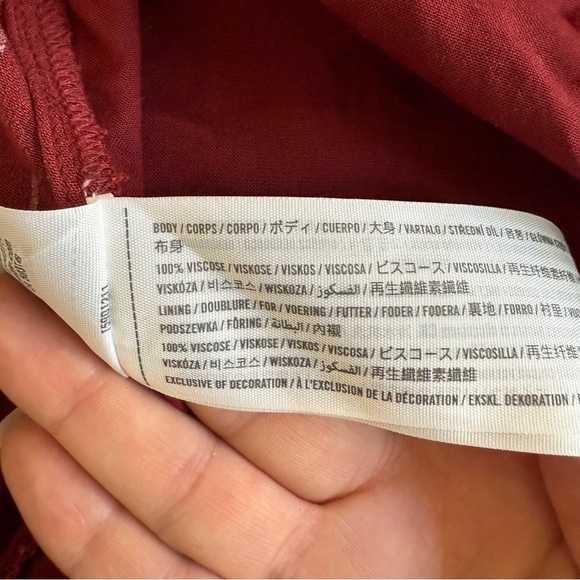 BODY / CORPS / CORPO / ボディ / CUERPO / 大身 / VARTALO / STŘEDNÍ DÍL / 몸통 / GŁÓWNA
布身
100% VISCOSE / VISKOSE / VISKOS / VISCOSA / ビスコース / VISCOSILLA / 再生纤维素
VISKÓZA / 비스코스 / WISKOZA / الفسكوز / 再生纖維素纖維
LINING / DOUBLURE / FOR / VOERING / FUTTER / FODER / FODERA / 裏地 / FORRO / 衬里 / VUORI
PODSZEWKA / FÓRING / البطانة / 內襯
100% VISCOSE / VISKOSE / VISKOS / VISCOSA / ビスコース / VISCOSILLA / 再生纤维
VISKÓZA / 비스코스 / WISKOZA / الفسكوز / 再生纖維素纖維
EXCLUSIVE OF DECORATION / À L'EXCLUSION DE LA DÉCORATION / EKSKL. DEKORATION /